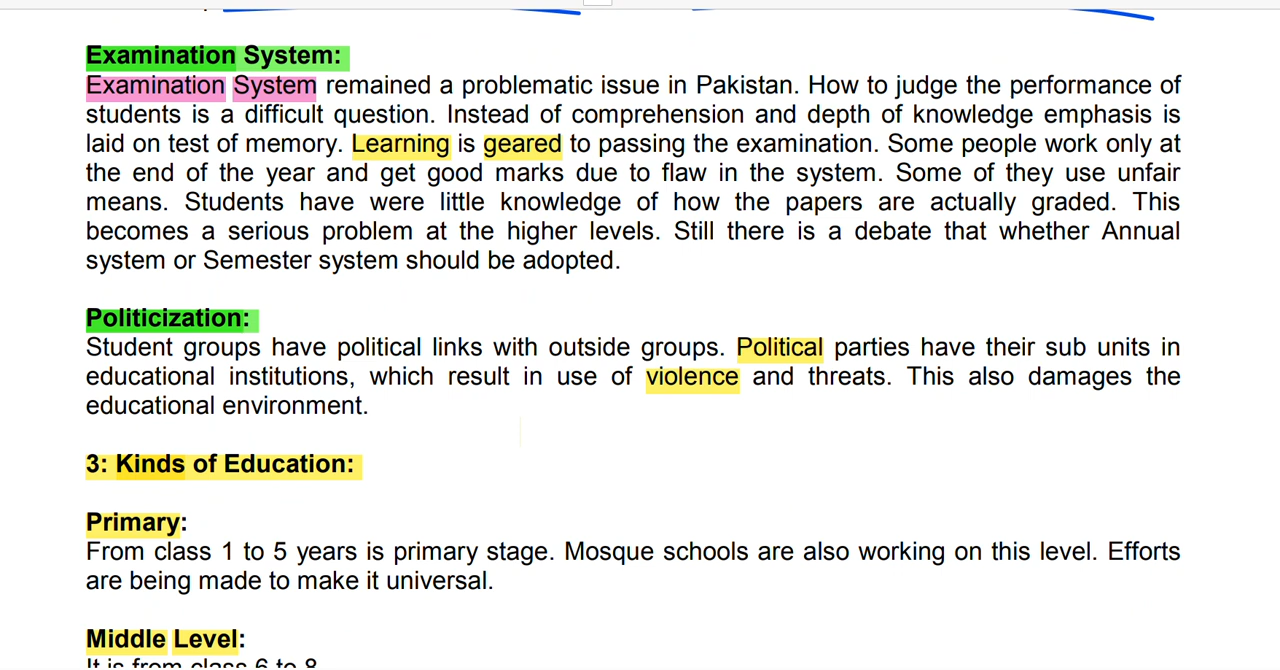 Examination System:
Examination System remained a problematic issue in Pakistan. How to judge the performance of
students is a difficult question. Instead of comprehension and depth of knowledge emphasis is
laid on test of memory. Learning is geared to passing the examination. Some people work only at
the end of the year and get good marks due to flaw in the system. Some of they use unfair
means. Students have were little knowledge of how the papers are actually graded. This
becomes a serious problem at the higher levels. Still there is a debate that whether Annual
system or Semester system should be adopted.
Politicization:
Student groups have political links with outside groups. Political parties have their sub units in
educational institutions, which result in use of violence and threats. This also damages the
educational environment.
3: Kinds of Education:
Primary:
From class 1 to 5 years is primary stage. Mosque schools are also working on this level. Efforts
are being made to make it universal.
Middle Level:
It is from class 6 to 8